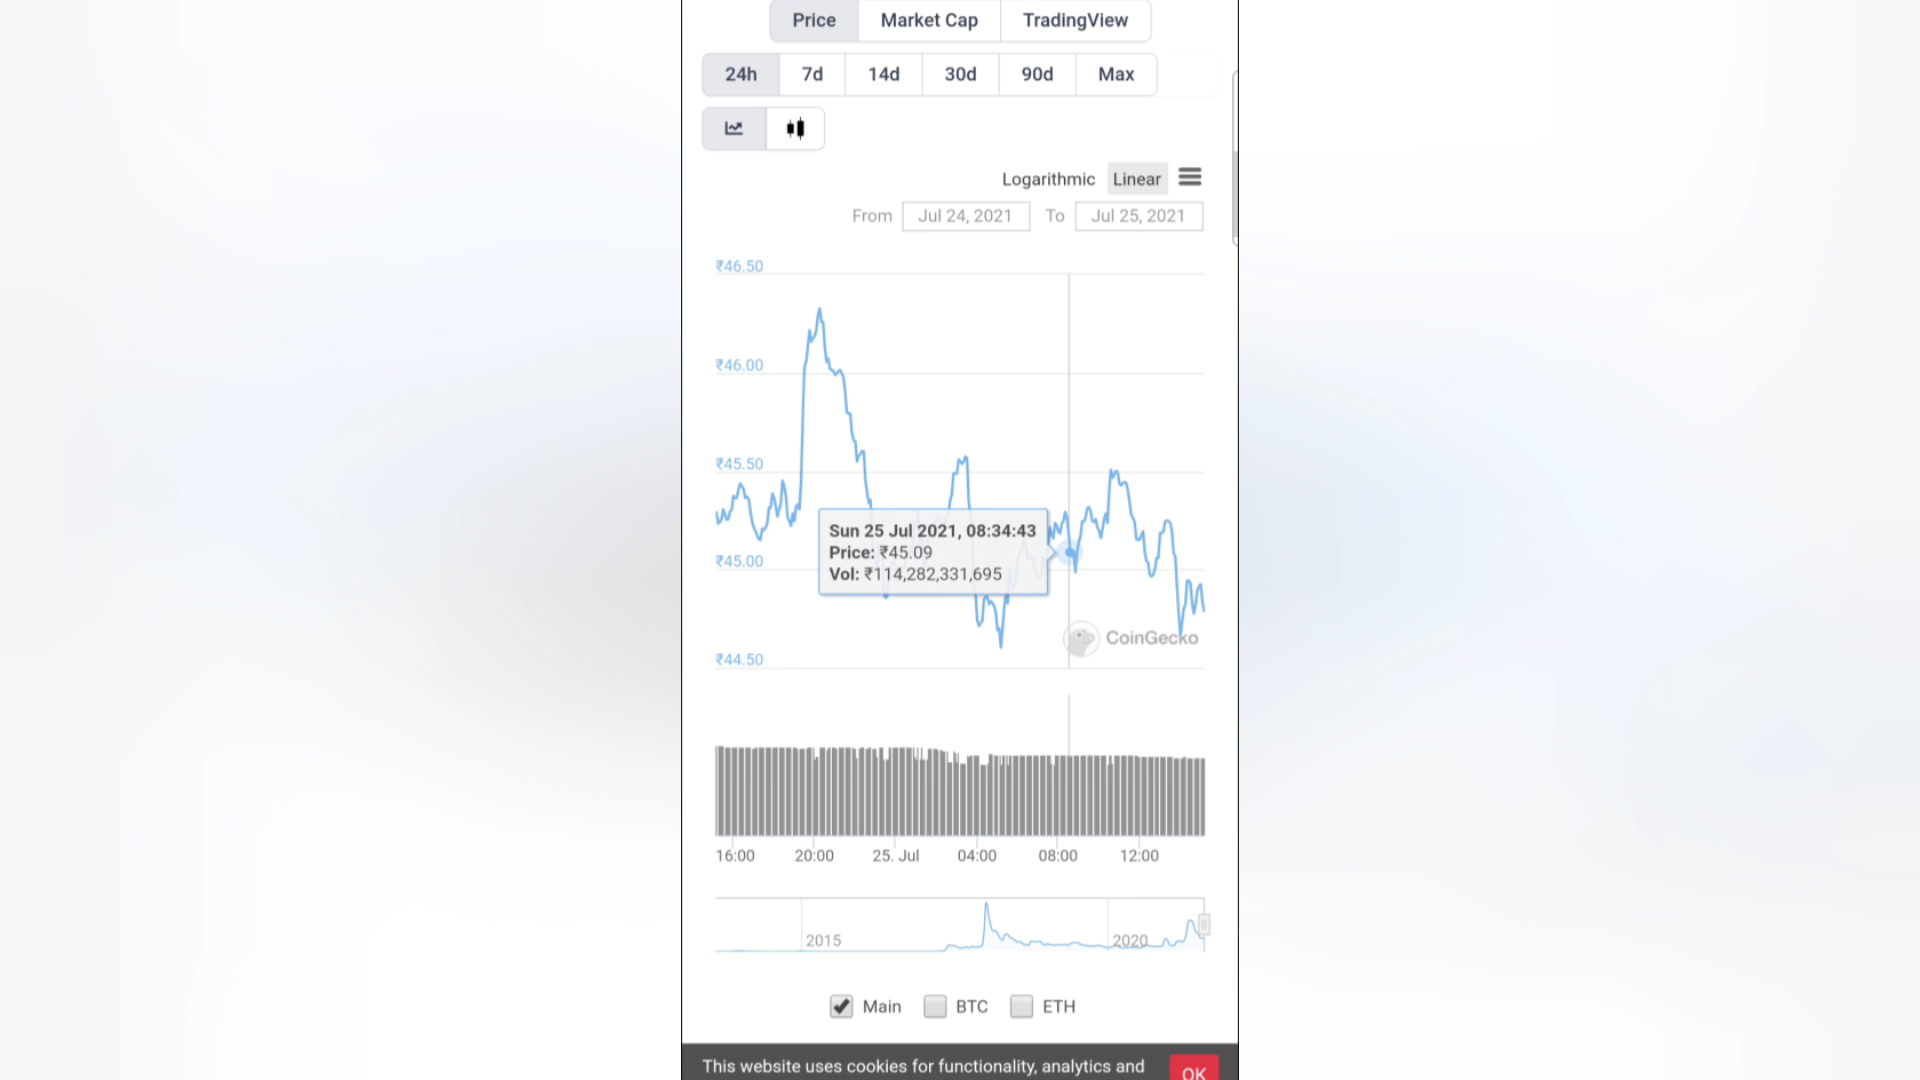 Price Market Cap TradingView
24h 7d 14d 30d 90d Max
Logarithmic Linear
From Jul 24, 2021 To Jul 25, 2021
₹46.50
₹46.00
₹45.50
Sun 25 Jul 2021, 08:34:43
Price: ₹45.09
₹45.00
Vol: ₹114,282,331,695
CoinGecko
₹44.50
16:00 20:00 25. Jul 04:00 08:00 12:00
2015 2020
Main BTC ETH
This website uses cookies for functionality, analytics and
OK